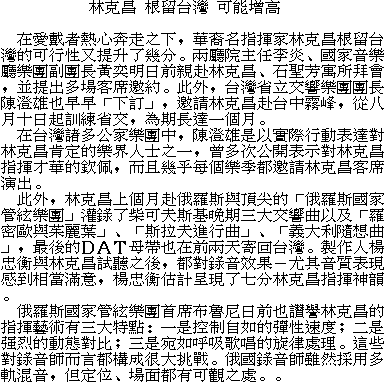 林克昌 根留台灣 可能增高
在愛戴者熱心奔走之下，華裔名指揮家林克昌根留台
灣的可行性又提升了幾分。兩廳院主任李炎、國家音樂
廳樂團副團長黃奕明日前親赴林克昌、石聖芳寓所拜會
，並提出多場客席邀約。此外，台灣省立交響樂團團長
陳澄雄也早早「下訂」，邀請林克昌赴台中霧峰，從八
月十日起訓練省交，為期長達一個月。
在台灣諸多公家樂團中，陳澄雄是以實際行動表達對
林克昌肯定的樂界人士之一，曾多次公開表示對林克昌
指揮才華的欽佩，而且幾乎每個樂季都邀請林克昌客席
演出。
此外，林克昌上個月赴俄羅斯與頂尖的「俄羅斯國家
管絃樂團」灌錄了柴可夫斯基晚期三大交響曲以及「羅
密歐與茱麗葉」、「斯拉夫進行曲」、「義大利隨想曲
」，最後的ＤＡＴ母帶也在前兩天寄回台灣。製作人楊
忠衡與林克昌試聽之後，都對錄音效果－尤其音質表現
感到相當滿意，楊忠衡估計呈現了七分林克昌指揮神韻
。
俄羅斯國家管絃樂團首席布魯尼日前也讚譽林克昌的
指揮藝術有三大特點：一是控制自如的彈性速度；二是
強烈的動態對比；三是宛如呼吸歌唱的旋律處理。這些
對錄音師而言都構成很大挑戰。俄國錄音師雖然採用多
軌混音，但定位、場面都有可觀之處。。